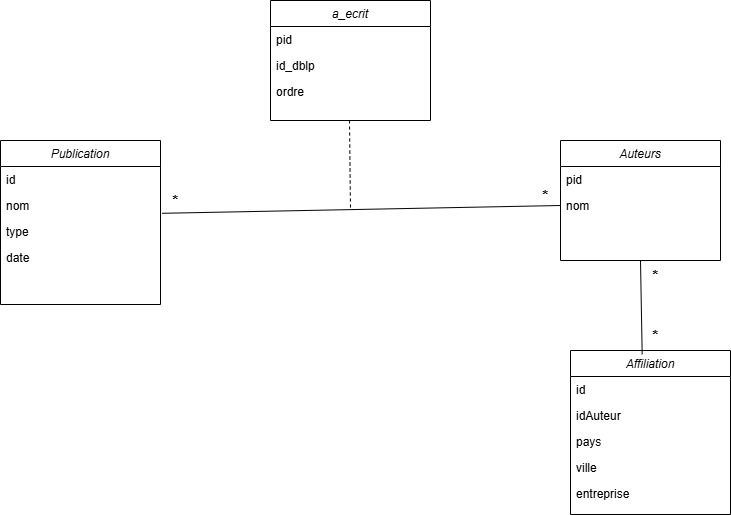 a_ecrit
pid
id_dblp
ordre
Publication
id
nom
type
date
*
*
Auteurs
pid
nom
*
*
Affiliation
id
idAuteur
pays
ville
entreprise